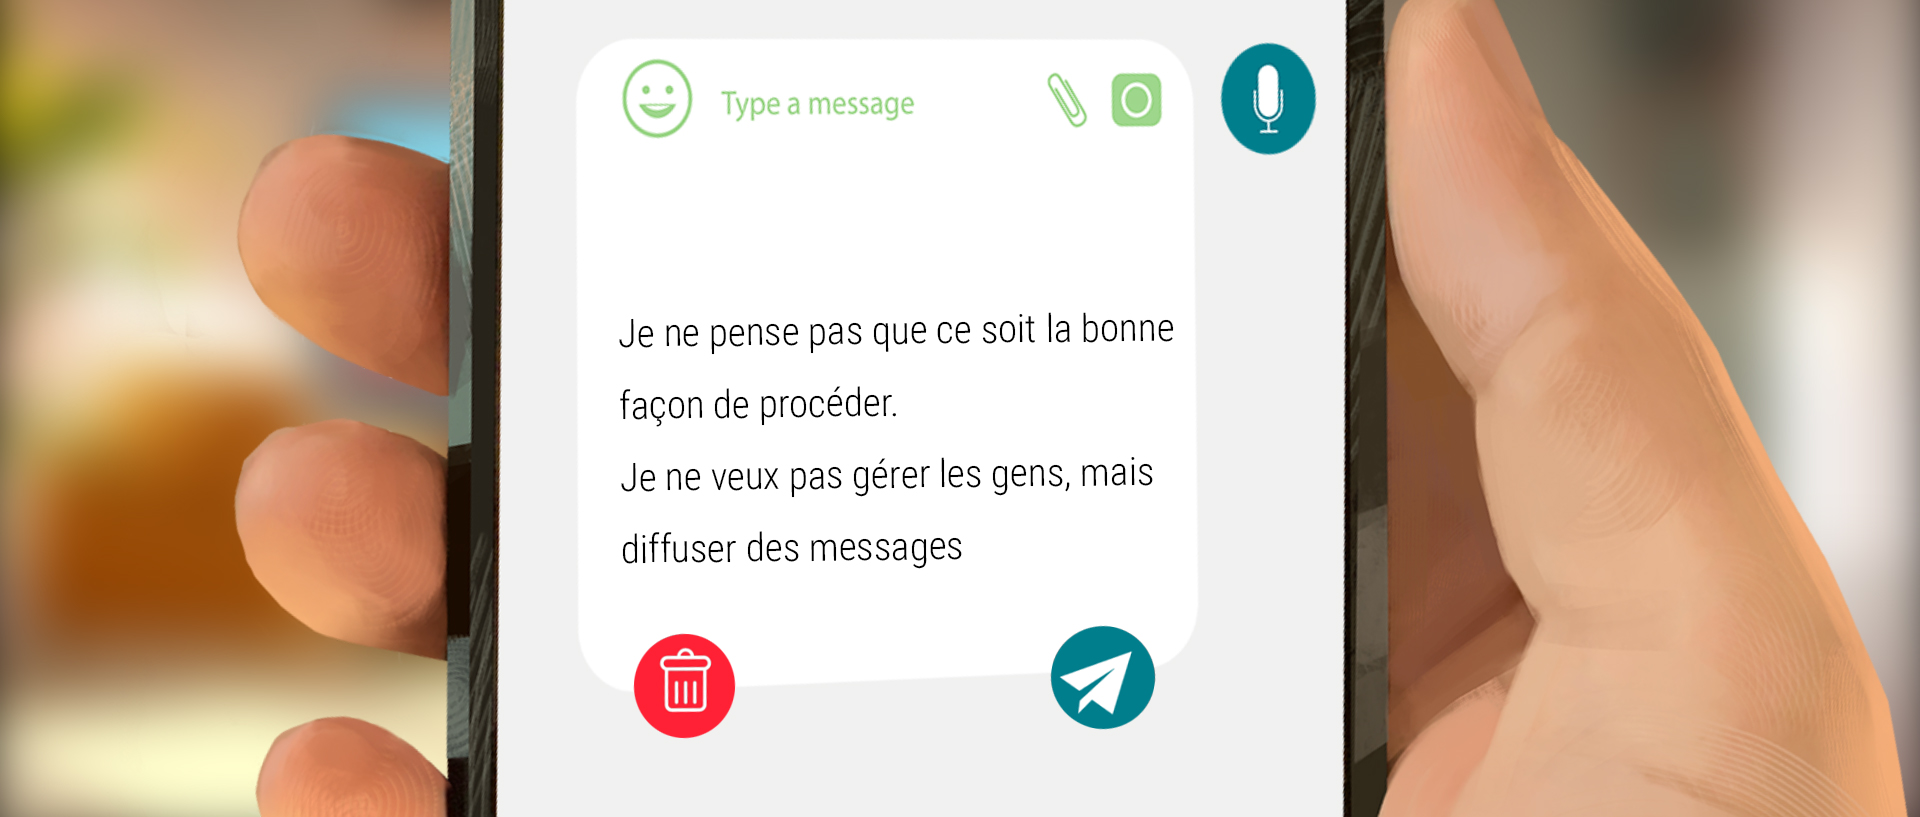 Type a message
Je ne pense pas que ce soit la bonne
façon de procéder.
Je ne veux pas gérer les gens, mais
diffuser des messages